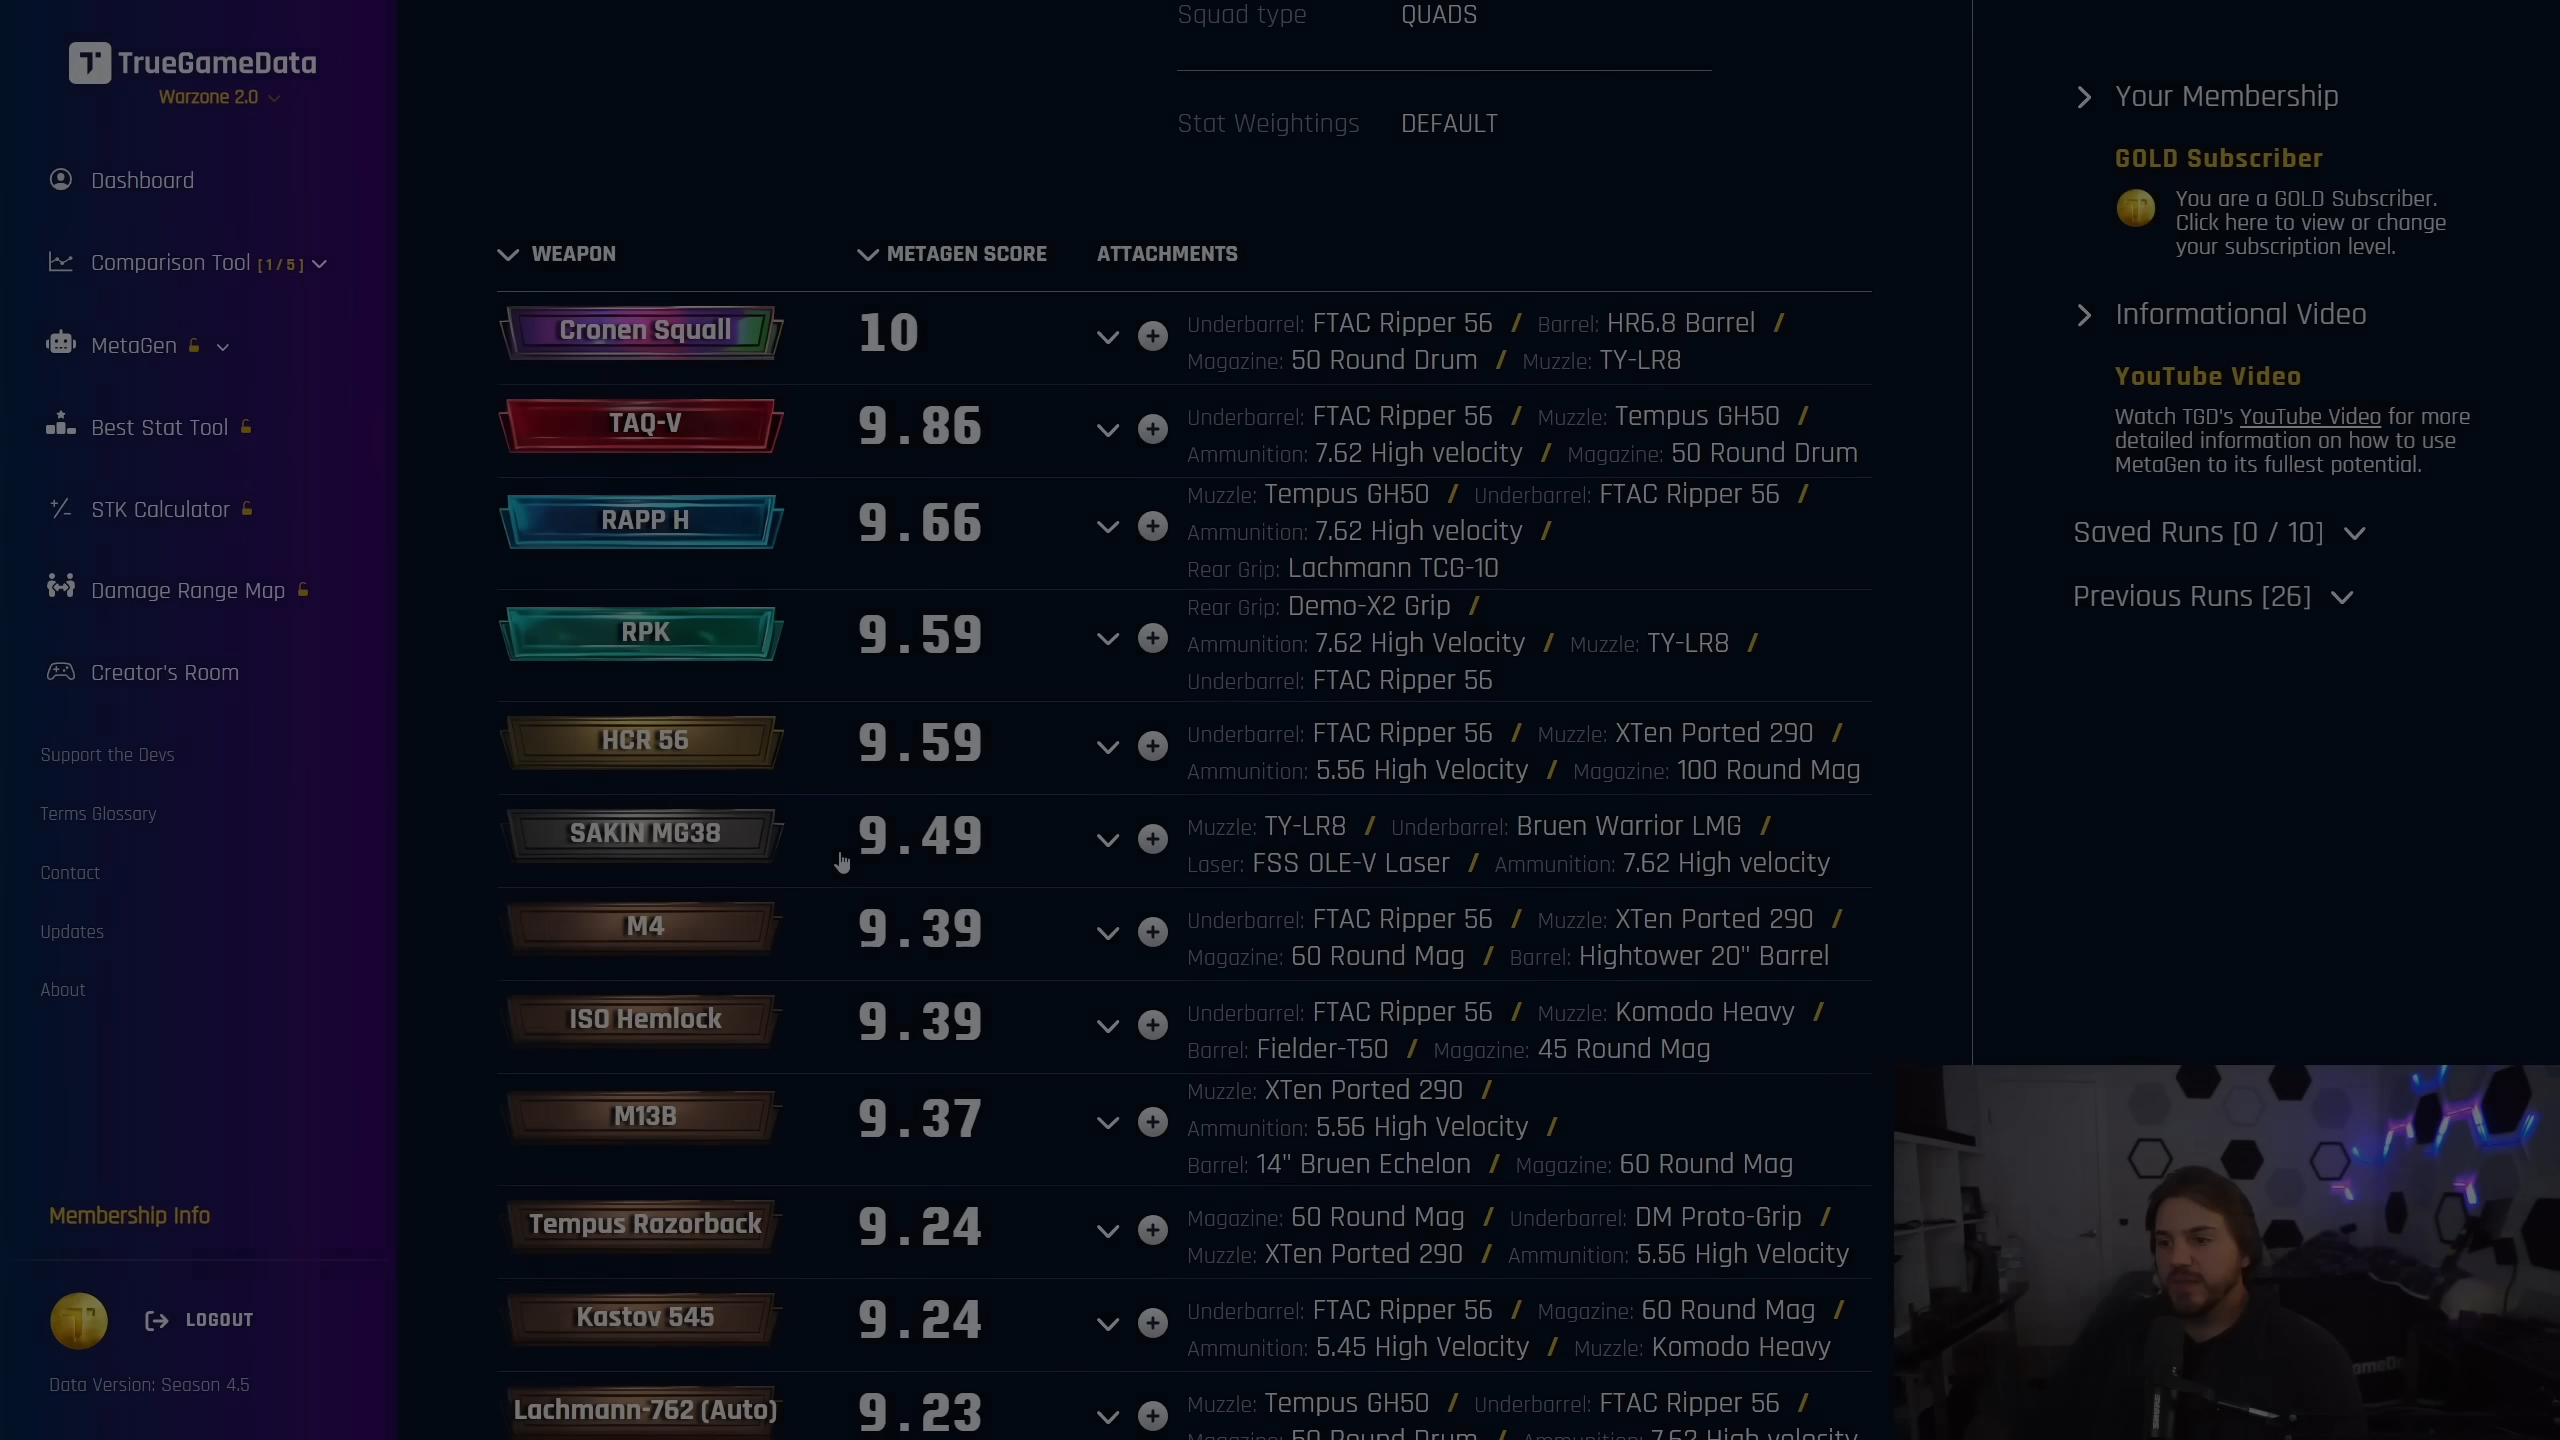 TrueGameData
Warzone 2.0
Dashboard
Comparison Tool [1/5]
MetaGen
Best Stat Tool
STK Calculator
Damage Range Map
Creator's Room
Support the Devs
Terms Glossary
Contact
Updates
About
Membership Info
LOGOUT
Data Version: Season 4.5
Squad type QUADS
Stat Weightings DEFAULT
WEAPON METAGEN SCORE ATTACHMENTS
Cronen Squall 10 Underbarrel: FTAC Ripper 56 / Barrel: HR6.8 Barrel /
Magazine: 50 Round Drum / Muzzle: TY-LR8
TAQ-V 9.86 Underbarrel: FTAC Ripper 56 / Muzzle: Tempus GH50 /
Ammunition: 7.62 High velocity / Magazine: 50 Round Drum
RAPP H 9.66 Muzzle: Tempus GH50 / Underbarrel: FTAC Ripper 56 /
Ammunition: 7.62 High velocity /
Rear Grip: Lachmann TCG-10
RPK 9.59 Rear Grip: Demo-X2 Grip /
Ammunition: 7.62 High Velocity / Muzzle: TY-LR8 /
Underbarrel: FTAC Ripper 56
HCR 56 9.59 Underbarrel: FTAC Ripper 56 / Muzzle: XTen Ported 290 /
Ammunition: 5.56 High Velocity / Magazine: 100 Round Mag
SAKIN MG38 9.49 Muzzle: TY-LR8 / Underbarrel: Bruen Warrior LMG /
Laser: FSS OLE-V Laser / Ammunition: 7.62 High velocity
M4 9.39 Underbarrel: FTAC Ripper 56 / Muzzle: XTen Ported 290 /
Magazine: 60 Round Mag / Barrel: Hightower 20" Barrel
ISO Hemlock 9.39 Underbarrel: FTAC Ripper 56 / Muzzle: Komodo Heavy /
Barrel: Fielder-T50 / Magazine: 45 Round Mag
M13B 9.37 Muzzle: XTen Ported 290 /
Ammunition: 5.56 High Velocity /
Barrel: 14" Bruen Echelon / Magazine: 60 Round Mag
Tempus Razorback 9.24 Magazine: 60 Round Mag / Underbarrel: DM Proto-Grip /
Muzzle: XTen Ported 290 / Ammunition: 5.56 High Velocity
Kastov 545 9.24 Underbarrel: FTAC Ripper 56 / Magazine: 60 Round Mag /
Ammunition: 5.45 High Velocity / Muzzle: Komodo Heavy
Lachmann-762 (Auto) 9.23 Muzzle: Tempus GH50 / Underbarrel: FTAC Ripper 56 /
Magazine: 50 Round Drum / Ammunition: 7.62 High velocity
Your Membership
GOLD Subscriber
You are a GOLD Subscriber.
Click here to view or change
your subscription level.
Informational Video
YouTube Video
Watch TGD's YouTube Video for more
detailed information on how to use
MetaGen to its fullest potential.
Saved Runs [0 / 10]
Previous Runs [26]